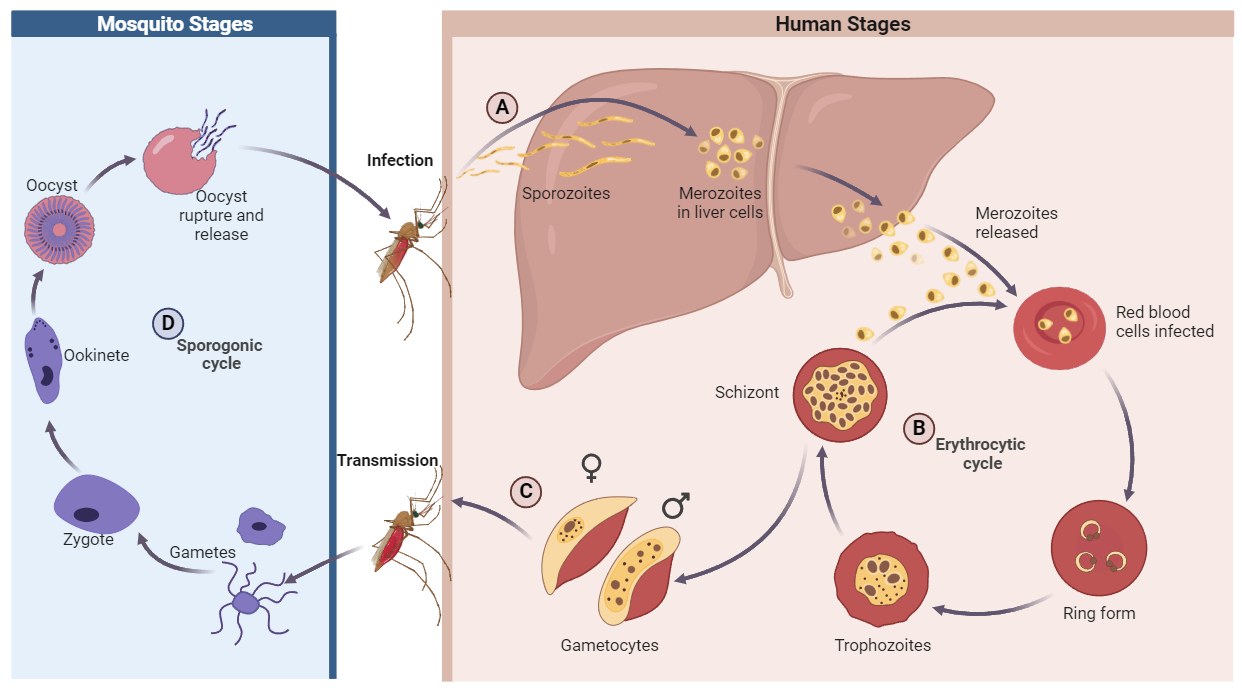 Mosquito Stages
Human Stages
A
Infection
Sporozoites
Merozoites
in liver cells
Merozoites
released
Oocyst
Oocyst
rupture and
release
D
Sporogonic
cycle
Ookinete
Red blood
cells infected
Schizont
B
Erythrocytic
cycle
Transmission
C
♀
♂
Zygote
Gametes
Gametocytes
Trophozoites
Ring form